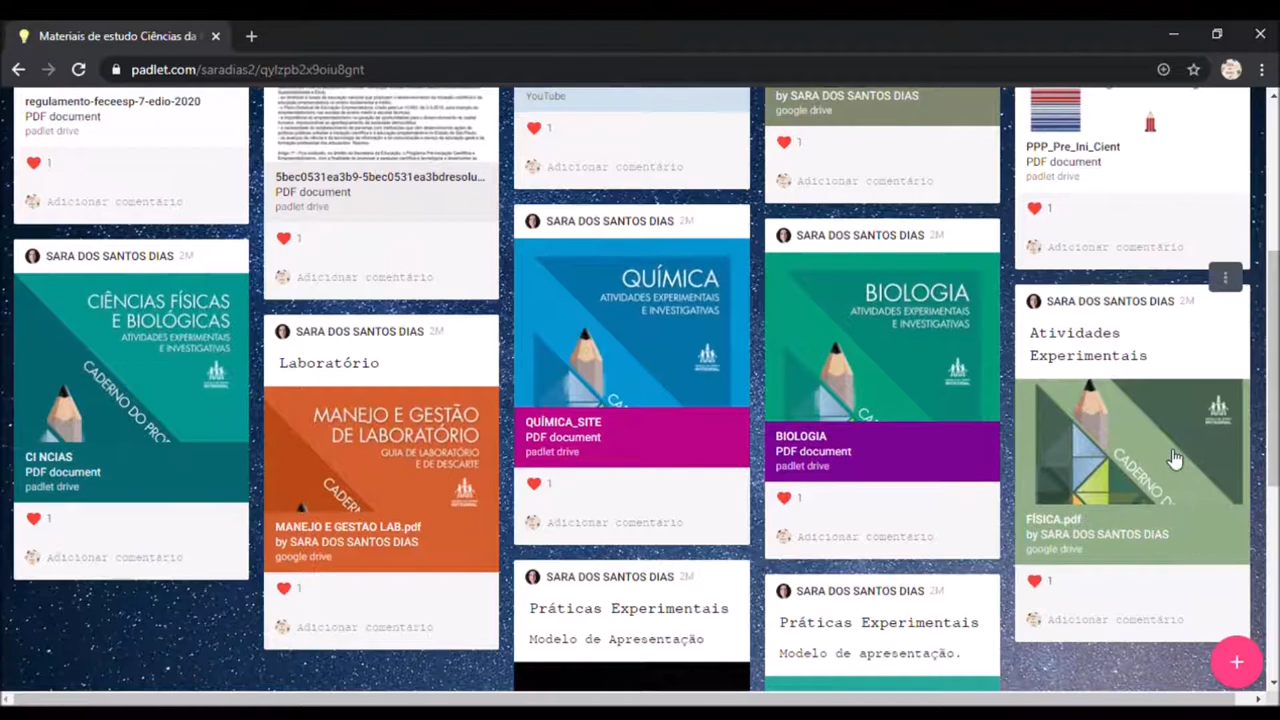 Materiais de estudo Ciências da
padlet.com/saradias2/qylzpb2x9oiu8gnt
regulamento-feceesp-7-edio-2020
PDF document
padlet drive
1
Adicionar comentário
SARA DOS SANTOS DIAS 2M
CIÊNCIAS FÍSICAS
E BIOLÓGICAS
ATIVIDADES EXPERIMENTAIS
E INVESTIGATIVAS
CADERNO DO PRO
CI NCIAS
PDF document
padlet drive
1
Adicionar comentário
5bec0531ea3b9-5bec0531ea3bdresolu...
PDF document
padlet drive
1
Adicionar comentário
SARA DOS SANTOS DIAS 2M
Laboratório
MANEJO E GESTÃO
DE LABORATÓRIO
GUIA DE LABORATÓRIO
E DE DESCARTE
CADERNO
MANEJO E GESTAO LAB.pdf
by SARA DOS SANTOS DIAS
google drive
1
Adicionar comentário
YouTube
1
Adicionar comentário
SARA DOS SANTOS DIAS 2M
QUÍMICA
ATIVIDADES EXPERIMENTAIS
E INVESTIGATIVAS
CA
QUÍMICA_SITE
PDF document
padlet drive
1
Adicionar comentário
SARA DOS SANTOS DIAS 2M
Práticas Experimentais
Modelo de Apresentação
by SARA DOS SANTOS DIAS
google drive
1
Adicionar comentário
SARA DOS SANTOS DIAS 2M
BIOLOGIA
ATIVIDADES EXPERIMENTAIS
E INVESTIGATIVAS
CA
BIOLOGIA
PDF document
padlet drive
1
Adicionar comentário
SARA DOS SANTOS DIAS 2M
Práticas Experimentais
Modelo de apresentação.
PPP_Pre_Ini_Cient
PDF document
padlet drive
1
Adicionar comentário
SARA DOS SANTOS DIAS 2M
Atividades
Experimentais
CADERNO D
FÍSICA.pdf
by SARA DOS SANTOS DIAS
google drive
1
Adicionar comentário